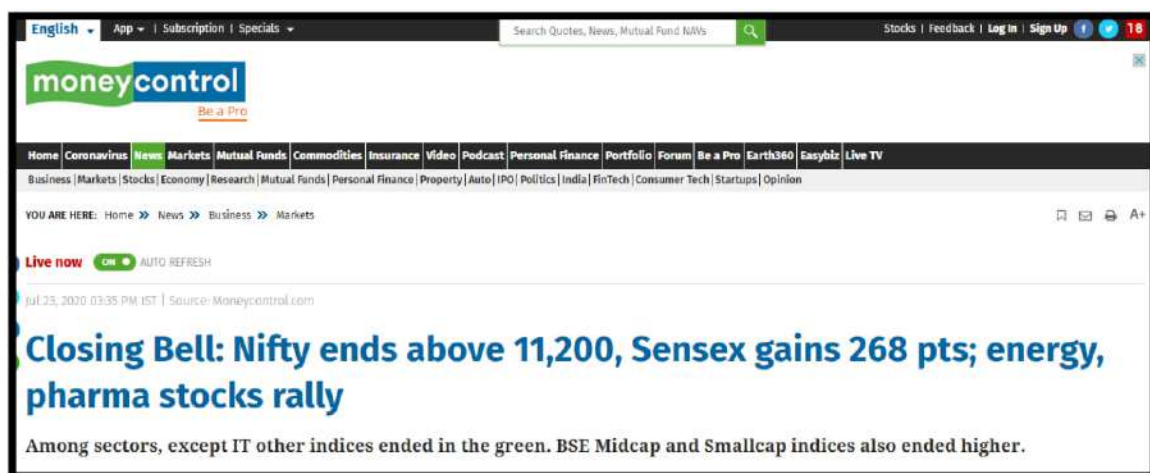 English App | Subscription | Specials Search Quotes, News, Mutual Fund NAVs Stocks | Feedback | Log In | Sign Up f 18
moneycontrol
Be a Pro
Home Coronavirus News Markets Mutual Funds Commodities Insurance Video Podcast Personal Finance Portfolio Forum Be a Pro Earth360 Easybiz Live TV
Business | Markets | Stocks | Economy | Research | Mutual Funds | Personal Finance | Property | Auto | IPO | Politics | India | FinTech | Consumer Tech | Startups | Opinion
YOU ARE HERE: Home » News » Business » Markets A+
Live now ON AUTO REFRESH
Jul 23, 2020 03:35 PM IST | Source: Moneycontrol.com
Closing Bell: Nifty ends above 11,200, Sensex gains 268 pts; energy,
pharma stocks rally
Among sectors, except IT other indices ended in the green. BSE Midcap and Smallcap indices also ended higher.